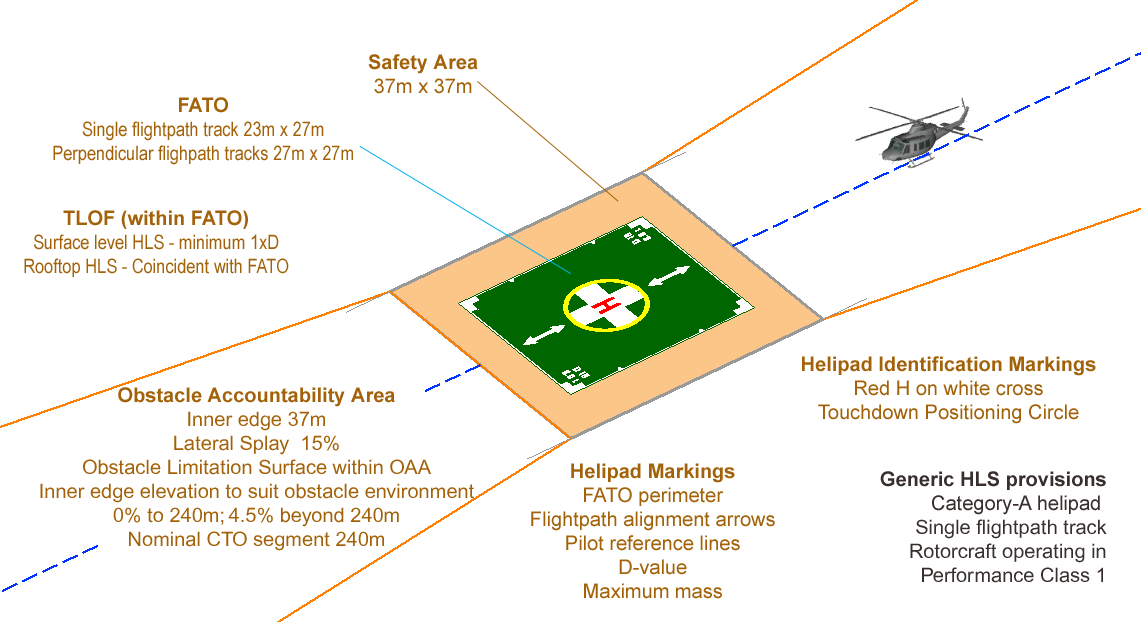 Safety Area
37m x 37m
FATO
Single flightpath track 23m x 27m
Perpendicular flighpath tracks 27m x 27m
TLOF (within FATO)
Surface level HLS - minimum 1xD
Rooftop HLS - Coincident with FATO
H
Obstacle Accountability Area
Inner edge 37m
Lateral Splay 15%
Obstacle Limitation Surface within OAA
Inner edge elevation to suit obstacle environment
0% to 240m; 4.5% beyond 240m
Nominal CTO segment 240m
Helipad Identification Markings
Red H on white cross
Touchdown Positioning Circle
Helipad Markings
FATO perimeter
Flightpath alignment arrows
Pilot reference lines
D-value
Maximum mass
Generic HLS provisions
Category-A helipad
Single flightpath track
Rotorcraft operating in
Performance Class 1